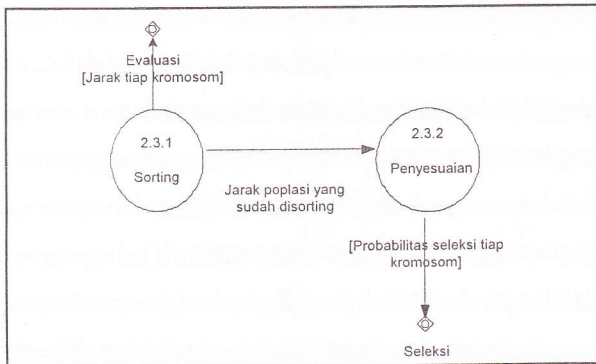 Evaluasi
[Jarak tiap kromosom]
2.3.1
Sorting
Jarak poplasi yang
sudah disorting
2.3.2
Penyesuaian
[Probabilitas seleksi tiap
kromosom]
Seleksi